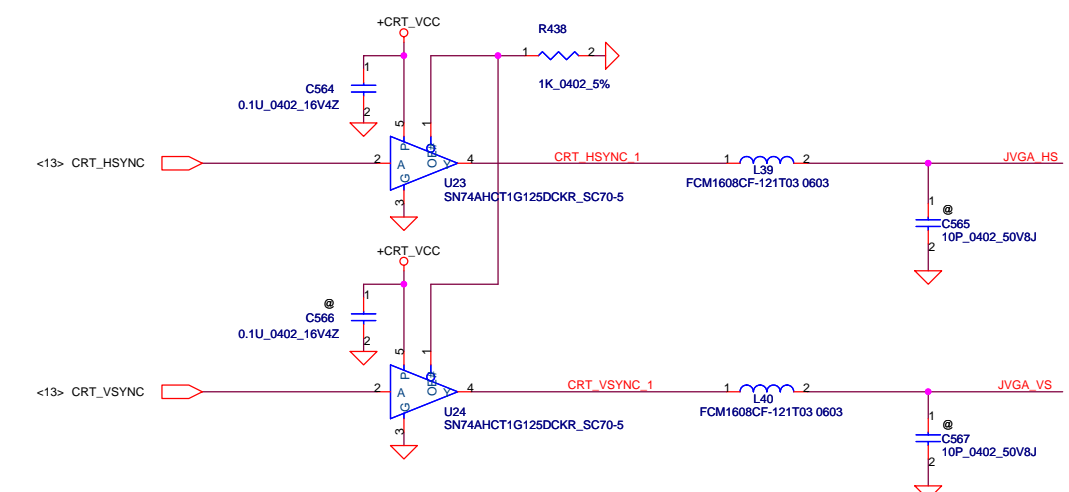 +CRT_VCC
R438
1 2
1K_0402_5%
1
C564
0.1U_0402_16V4Z
2
5 1
P OE#
<13> CRT_HSYNC 2 A Y 4 CRT_HSYNC_1 1 2 JVGA_HS
L39
FCM1608CF-121T03 0603
G
3
U23
SN74AHCT1G125DCKR_SC70-5
1
@
C565
10P_0402_50V8J
2
+CRT_VCC
1
@
C566
0.1U_0402_16V4Z
2
5 1
P OE#
<13> CRT_VSYNC 2 A Y 4 CRT_VSYNC_1 1 2 JVGA_VS
L40
FCM1608CF-121T03 0603
G
3
U24
SN74AHCT1G125DCKR_SC70-5
1
@
C567
10P_0402_50V8J
2